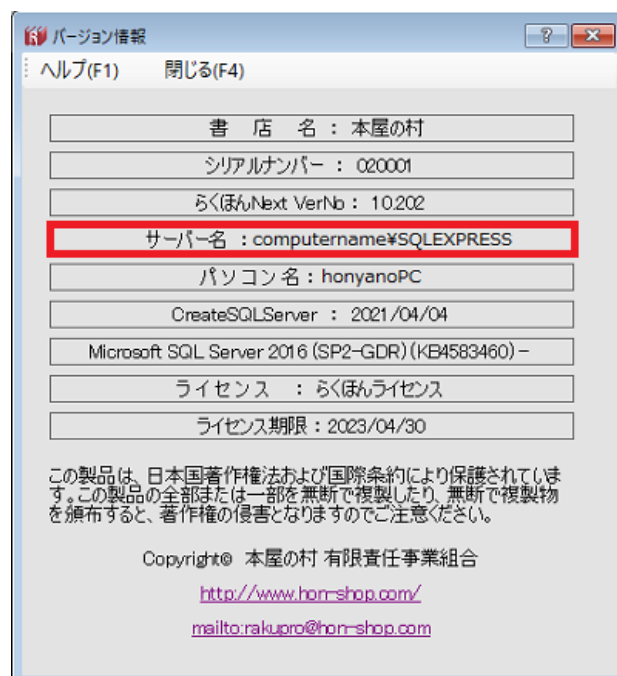 バージョン情報
ヘルプ(F1) 閉じる(F4)
書 店 名 : 本屋の村
シリアルナンバー : 020001
らくほんNext VerNo : 10.202
サーバー名 : computername¥SQLEXPRESS
パソコン名 : honyanoPC
CreateSQLServer : 2021/04/04
Microsoft SQL Server 2016 (SP2-GDR) (KB4583460) -
ライセンス : らくほんライセンス
ライセンス期限 : 2023/04/30
この製品は、日本国著作権法および国際条約により保護されていま
す。この製品の全部または一部を無断で複製したり、無断で複製物
を頒布すると、著作権の侵害となりますのでご注意ください。
Copyright© 本屋の村 有限責任事業組合
http://www.hon-shop.com/
mailto:rakupro@hon-shop.com